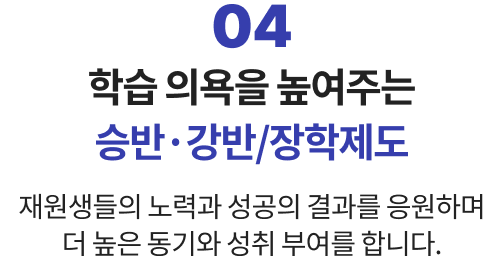 04
학습 의욕을 높여주는
승반·강반/장학제도
재원생들의 노력과 성공의 결과를 응원하며
더 높은 동기와 성취 부여를 합니다.